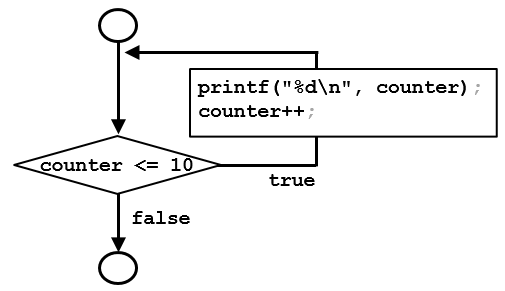 printf("%d\n", counter);
counter++;
counter <= 10
true
false